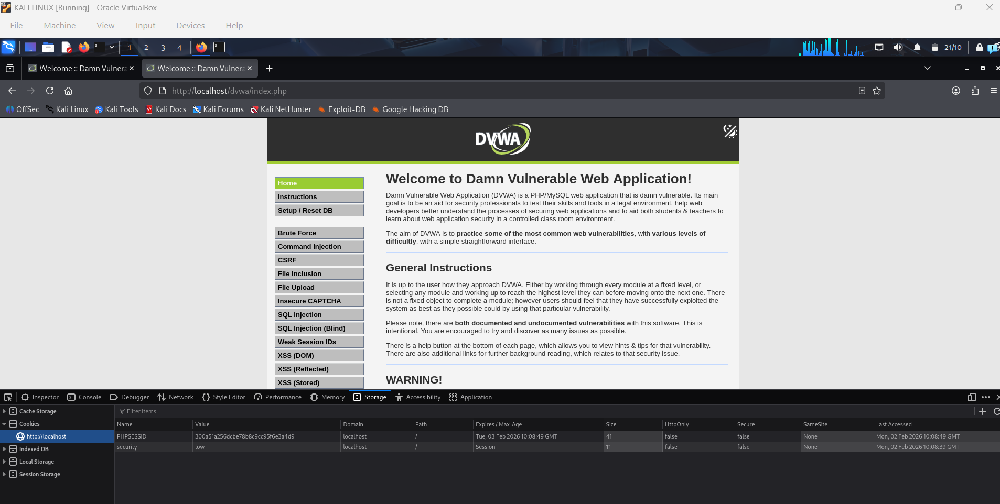 KALI LINUX [Running] - Oracle VirtualBox
File Machine View Input Devices Help
1 2 3 4 21/10
Welcome :: Damn Vulnera Welcome :: Damn Vulnera
http://localhost/dvwa/index.php
OffSec Kali Linux Kali Tools Kali Docs Kali Forums Kali NetHunter Exploit-DB Google Hacking DB
DVWA
Home
Instructions
Setup / Reset DB
Brute Force
Command Injection
CSRF
File Inclusion
File Upload
Insecure CAPTCHA
SQL Injection
SQL Injection (Blind)
Weak Session IDs
XSS (DOM)
XSS (Reflected)
XSS (Stored)
Welcome to Damn Vulnerable Web Application!
Damn Vulnerable Web Application (DVWA) is a PHP/MySQL web application that is damn vulnerable. Its main
goal is to be an aid for security professionals to test their skills and tools in a legal environment, help web
developers better understand the processes of securing web applications and to aid both students & teachers to
learn about web application security in a controlled class room environment.
The aim of DVWA is to practice some of the most common web vulnerabilities, with various levels of
difficultly, with a simple straightforward interface.
General Instructions
It is up to the user how they approach DVWA. Either by working through every module at a fixed level, or
selecting any module and working up to reach the highest level they can before moving onto the next one. There
is not a fixed object to complete a module; however users should feel that they have successfully exploited the
system as best as they possible could by using that particular vulnerability.
Please note, there are both documented and undocumented vulnerabilities with this software. This is
intentional. You are encouraged to try and discover as many issues as possible.
There is a help button at the bottom of each page, which allows you to view hints & tips for that vulnerability.
There are also additional links for further background reading, which relates to that security issue.
WARNING!
Inspector Console Debugger Network Style Editor Performance Memory Storage Accessibility Application
Cache Storage
Cookies
http://localhost
Indexed DB
Local Storage
Session Storage
Filter Items
Name Value Domain Path Expires / Max-Age Size HttpOnly Secure SameSite Last Accessed
PHPSESSID 300a51a256dcbe78b8c9cc95f6e3a4d9 localhost / Tue, 03 Feb 2026 10:08:49 GMT 41 false false None Mon, 02 Feb 2026 10:08:49 GMT
security low localhost / Session 11 false false None Mon, 02 Feb 2026 10:08:39 GMT